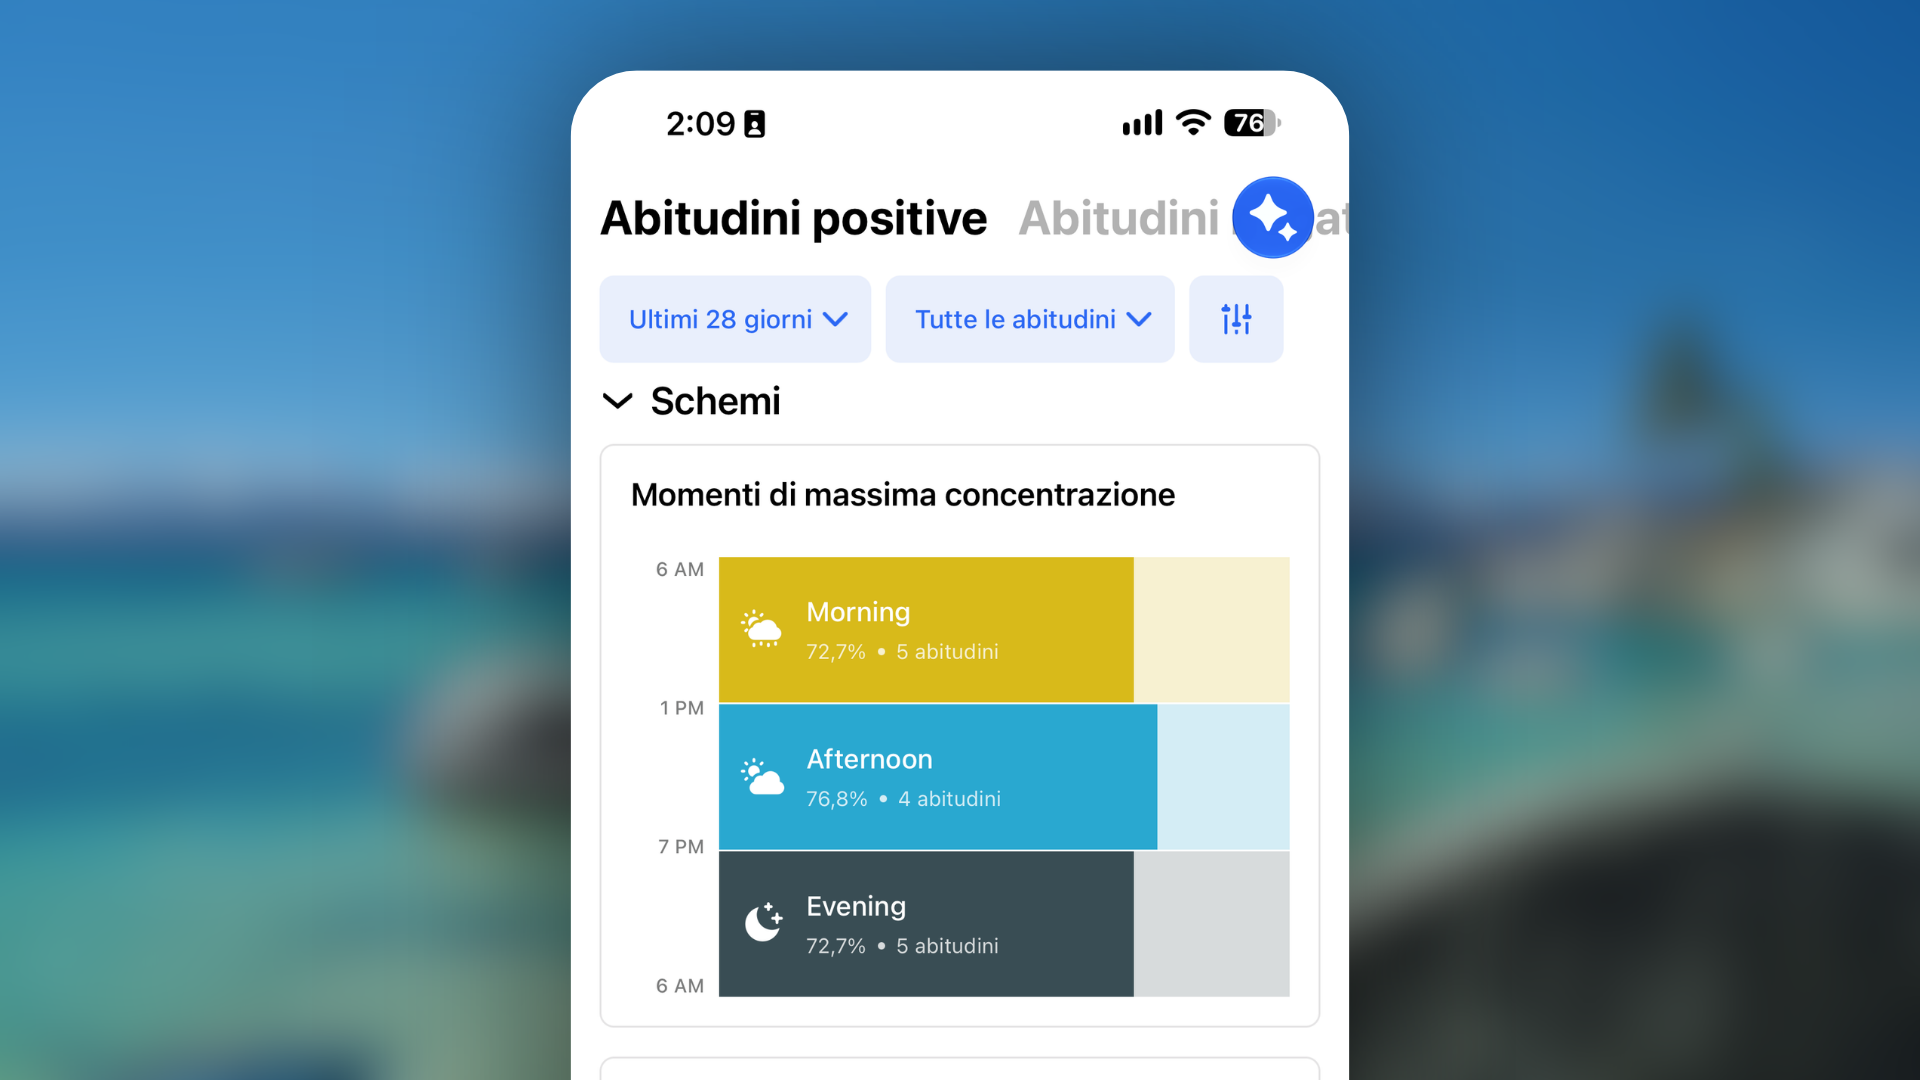 2:09
76
Abitudini positive Abitudini
Ultimi 28 giorni
Tutte le abitudini
Schemi
Momenti di massima concentrazione
6 AM
Morning
72,7% • 5 abitudini
1 PM
Afternoon
76,8% • 4 abitudini
7 PM
Evening
72,7% • 5 abitudini
6 AM